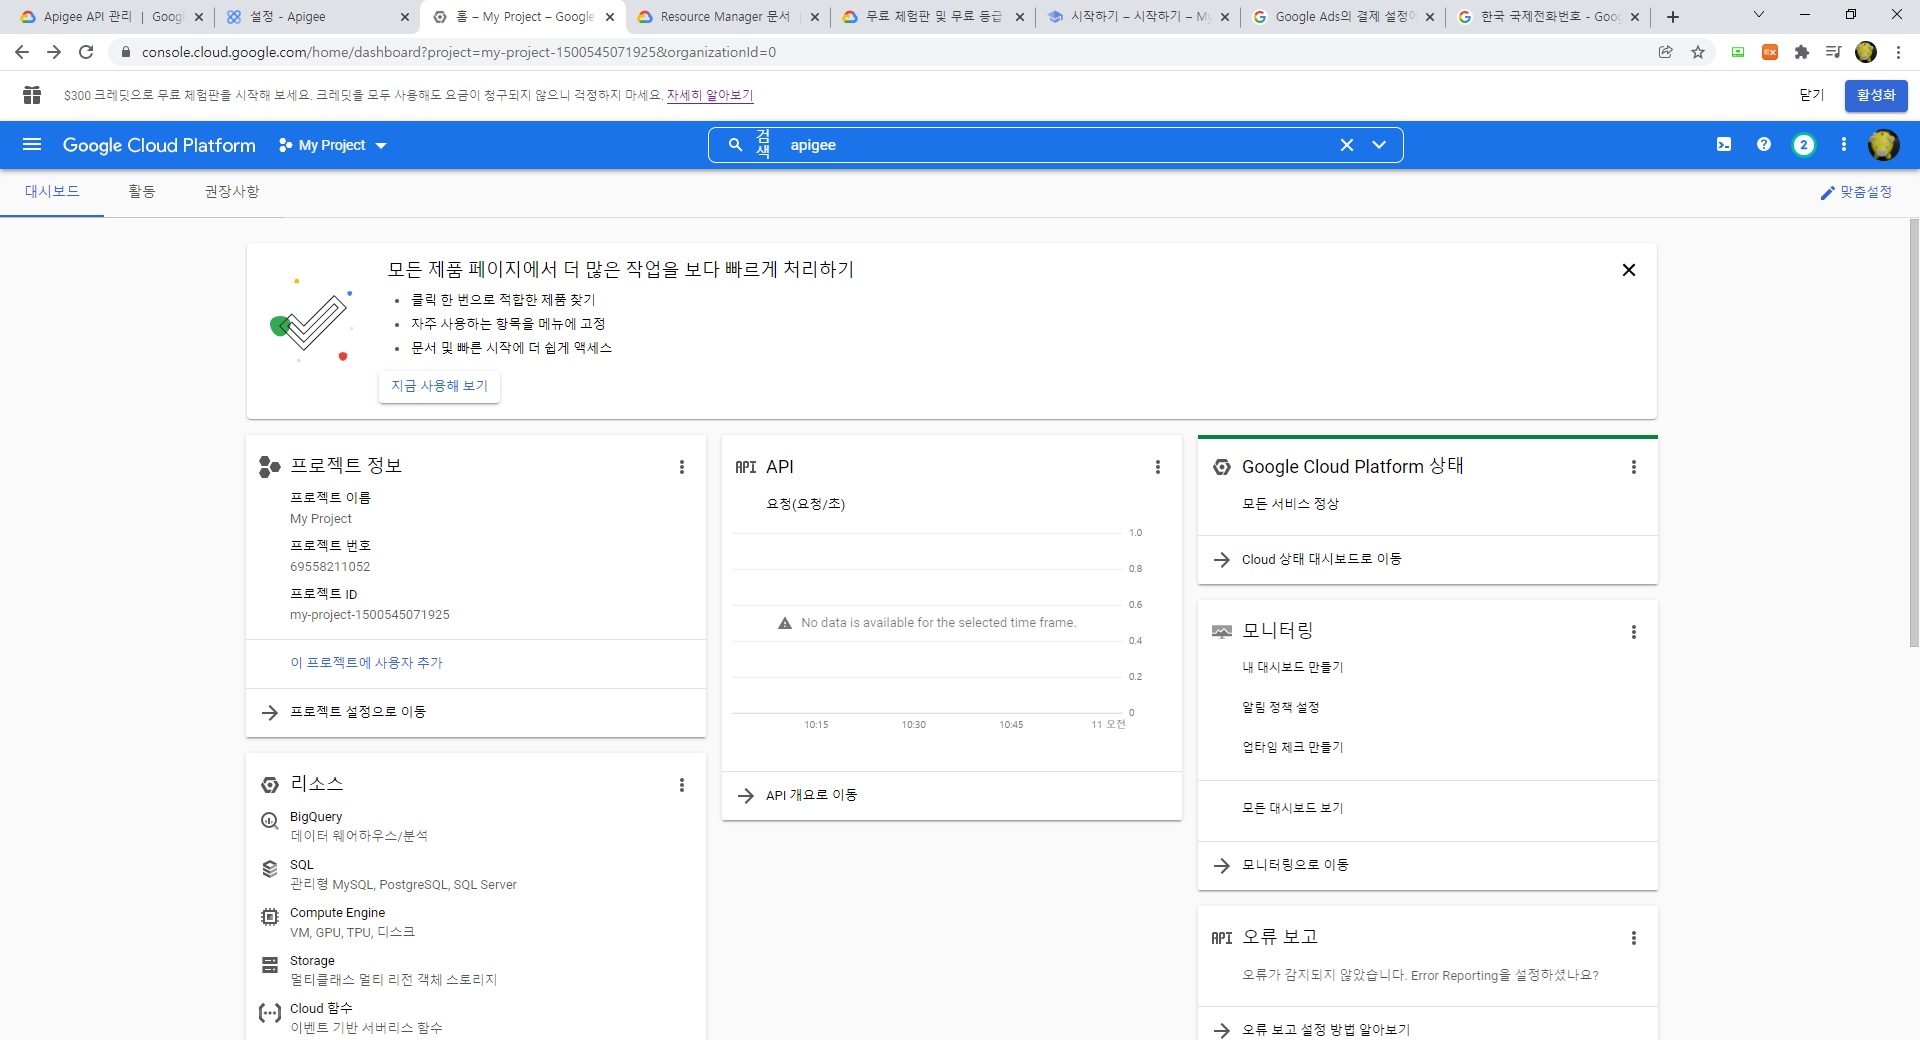 Apigee API 관리 | Googl
설정 - Apigee
홈 – My Project – Google
Resource Manager 문서
무료 체험판 및 무료 등급
시작하기 – 시작하기 – My
Google Ads의 결제 설정에
한국 국제전화번호 - Goo
console.cloud.google.com/home/dashboard?project=my-project-1500545071925&organizationId=0
$300 크레딧으로 무료 체험판을 시작해 보세요. 크레딧을 모두 사용해도 요금이 청구되지 않으니 걱정하지 마세요. 자세히 알아보기
닫기
활성화
Google Cloud Platform
My Project
검색
apigee
2
대시보드
활동
권장사항
맞춤설정
모든 제품 페이지에서 더 많은 작업을 보다 빠르게 처리하기
• 클릭 한 번으로 적합한 제품 찾기
• 자주 사용하는 항목을 메뉴에 고정
• 문서 및 빠른 시작에 더 쉽게 액세스
지금 사용해 보기
프로젝트 정보
프로젝트 이름
My Project
프로젝트 번호
69558211052
프로젝트 ID
my-project-1500545071925
이 프로젝트에 사용자 추가
프로젝트 설정으로 이동
리소스
BigQuery
데이터 웨어하우스/분석
SQL
관리형 MySQL, PostgreSQL, SQL Server
Compute Engine
VM, GPU, TPU, 디스크
Storage
멀티클래스 멀티 리전 객체 스토리지
Cloud 함수
이벤트 기반 서버리스 함수
API API
요청(요청/초)
1.0
0.8
0.6
No data is available for the selected time frame.
0.4
0.2
0
10:15
10:30
10:45
11 오전
API 개요로 이동
Google Cloud Platform 상태
모든 서비스 정상
Cloud 상태 대시보드로 이동
모니터링
내 대시보드 만들기
알림 정책 설정
업타임 체크 만들기
모든 대시보드 보기
모니터링으로 이동
API 오류 보고
오류가 감지되지 않았습니다. Error Reporting을 설정하셨나요?
오류 보고 설정 방법 알아보기